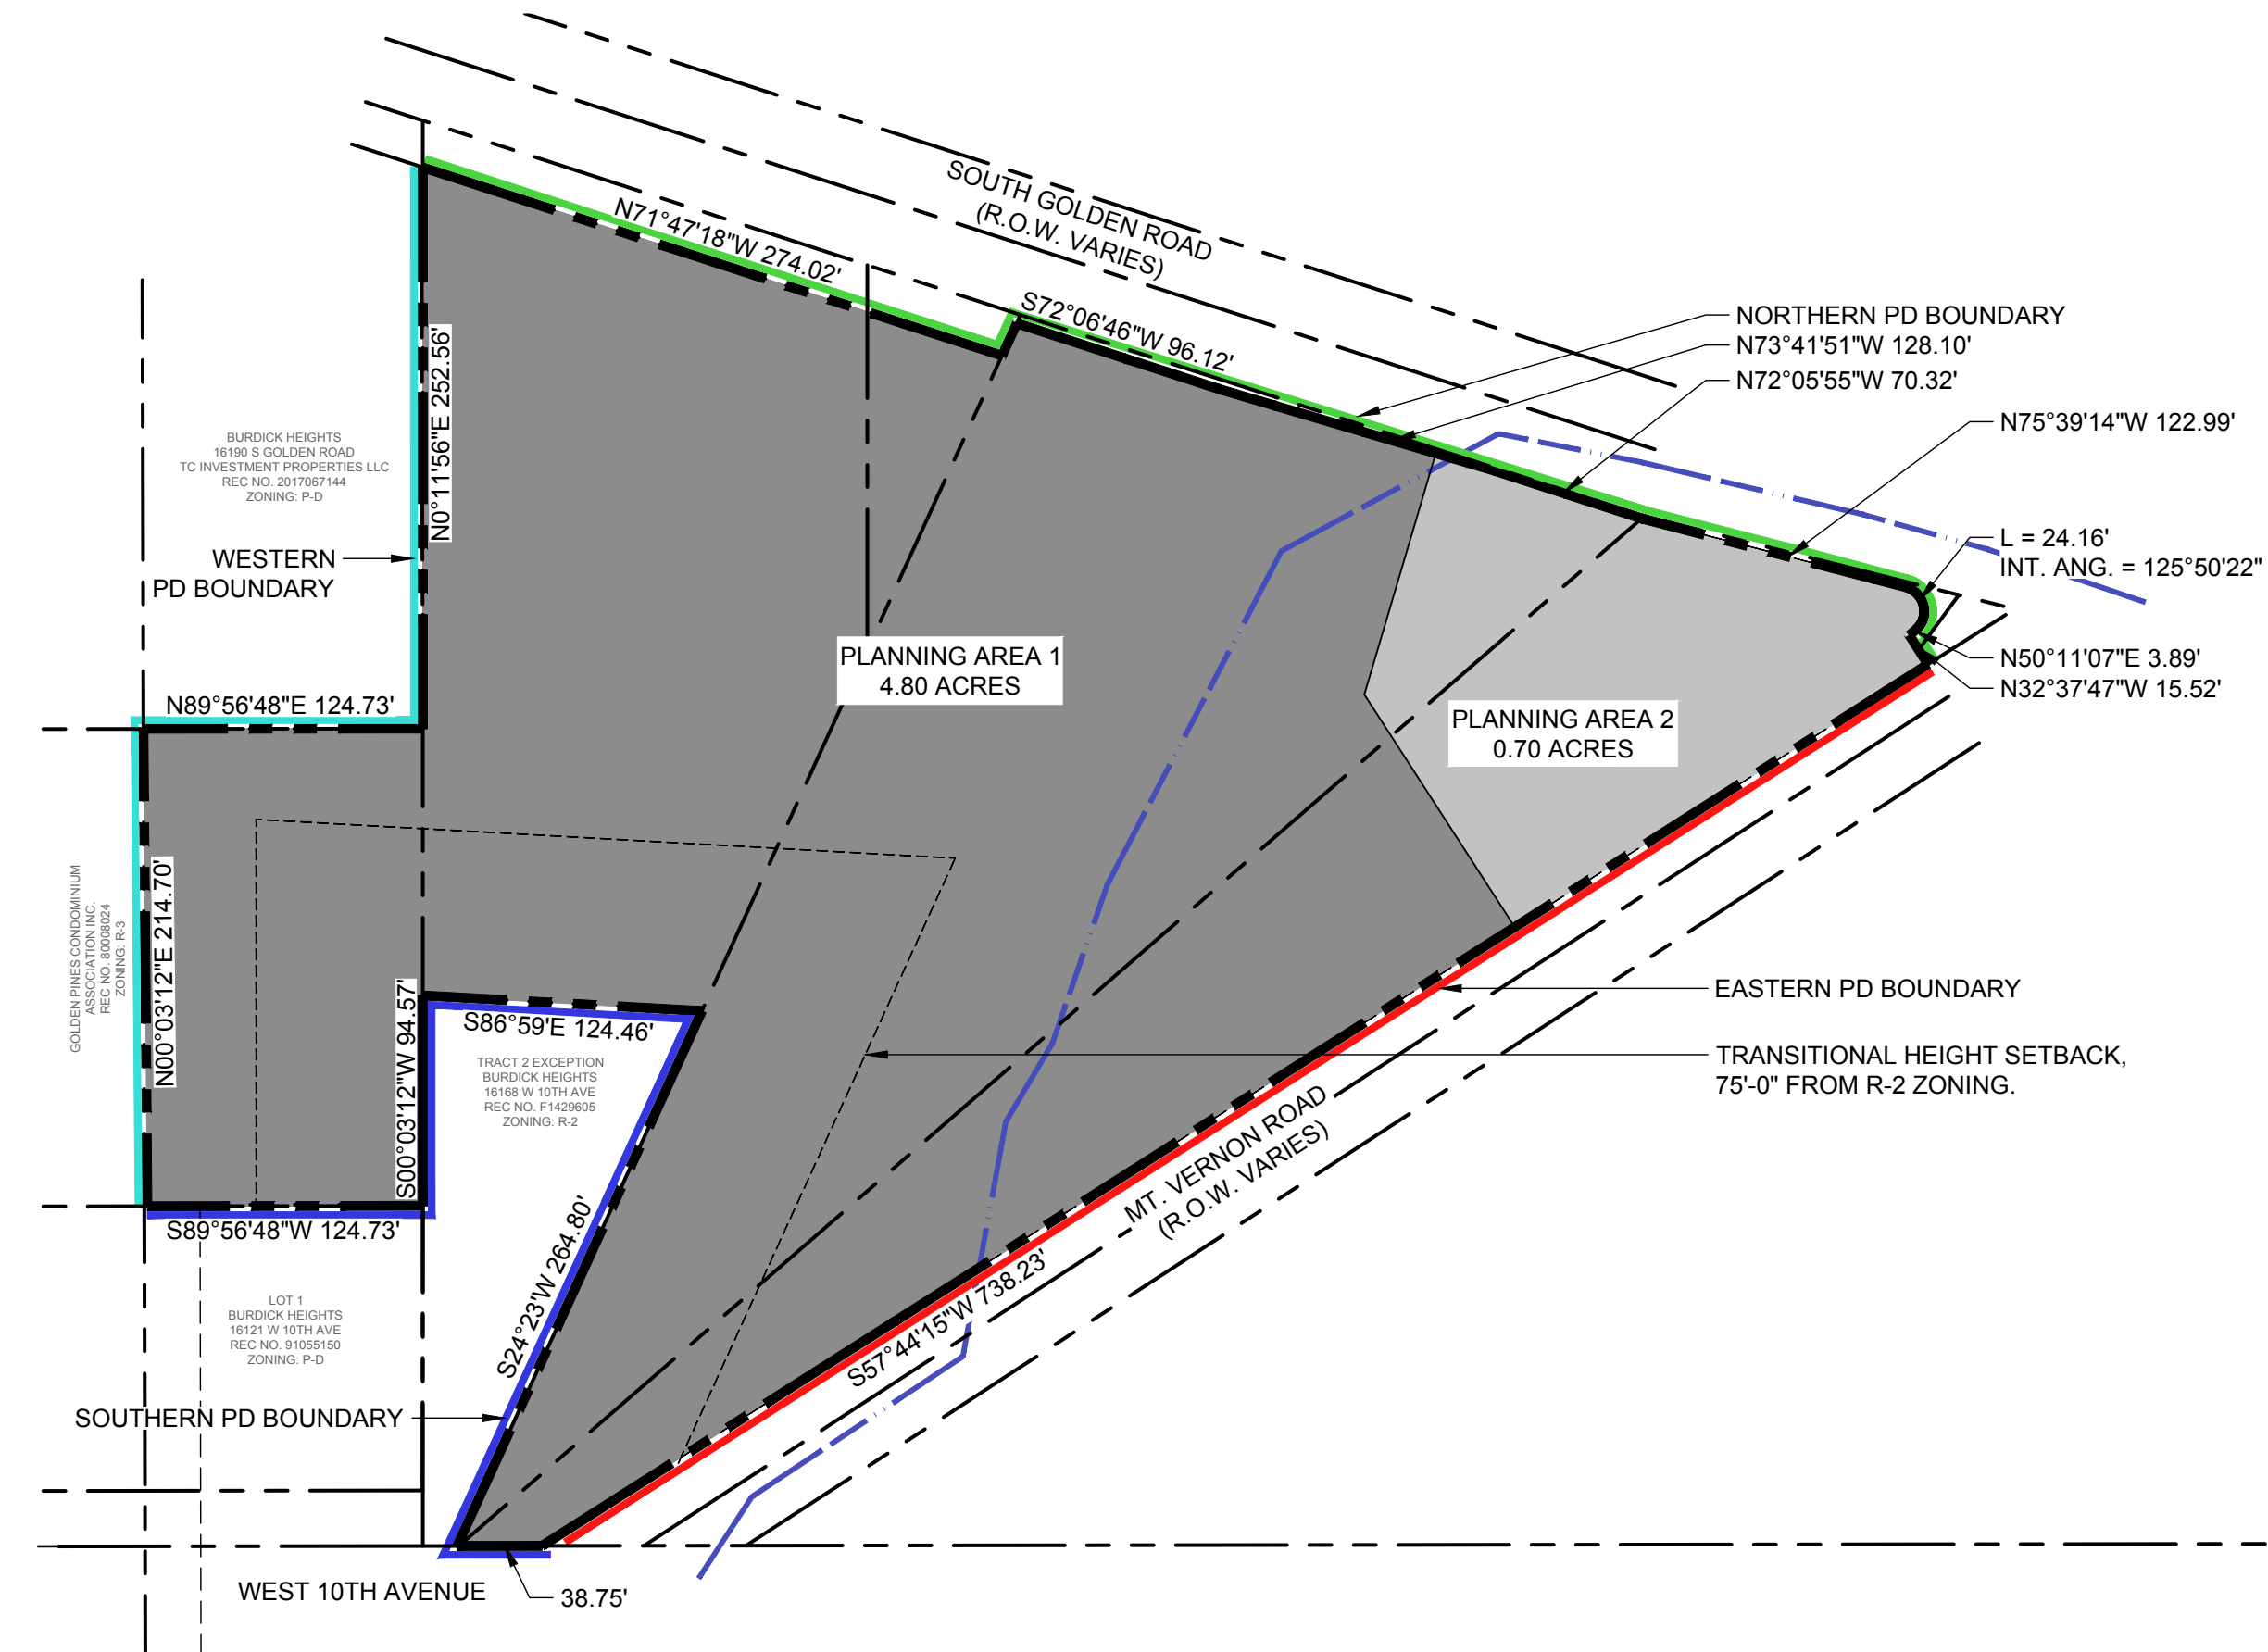 SOUTH GOLDEN ROAD
(R.O.W. VARIES)
N71°47'18"W 274.02'
S72°06'46"W 96.12'
NORTHERN PD BOUNDARY
N73°41'51"W 128.10'
N72°05'55"W 70.32'
N75°39'14"W 122.99'
L = 24.16'
INT. ANG. = 125°50'22"
N50°11'07"E 3.89'
N32°37'47"W 15.52'
N0°11'56"E 252.56'
BURDICK HEIGHTS
16190 S GOLDEN ROAD
TC INVESTMENT PROPERTIES LLC
REC NO. 2017067144
ZONING: P-D
WESTERN
PD BOUNDARY
PLANNING AREA 1
4.80 ACRES
PLANNING AREA 2
0.70 ACRES
N89°56'48"E 124.73'
GOLDEN PINES CONDOMINIUM
ASSOCIATION INC.
REC NO. 80008024
ZONING: R-3
N00°03'12"E 214.70'
S00°03'12"W 94.57'
S86°59'E 124.46'
TRACT 2 EXCEPTION
BURDICK HEIGHTS
16168 W 10TH AVE
REC NO. F1429605
ZONING: R-2
EASTERN PD BOUNDARY
TRANSITIONAL HEIGHT SETBACK,
75'-0" FROM R-2 ZONING.
MT. VERNON ROAD
(R.O.W. VARIES)
S89°56'48"W 124.73'
S24°23'W 264.80'
S57°44'15"W 738.23'
LOT 1
BURDICK HEIGHTS
16121 W 10TH AVE
REC NO. 91055150
ZONING: P-D
SOUTHERN PD BOUNDARY
WEST 10TH AVENUE
38.75'